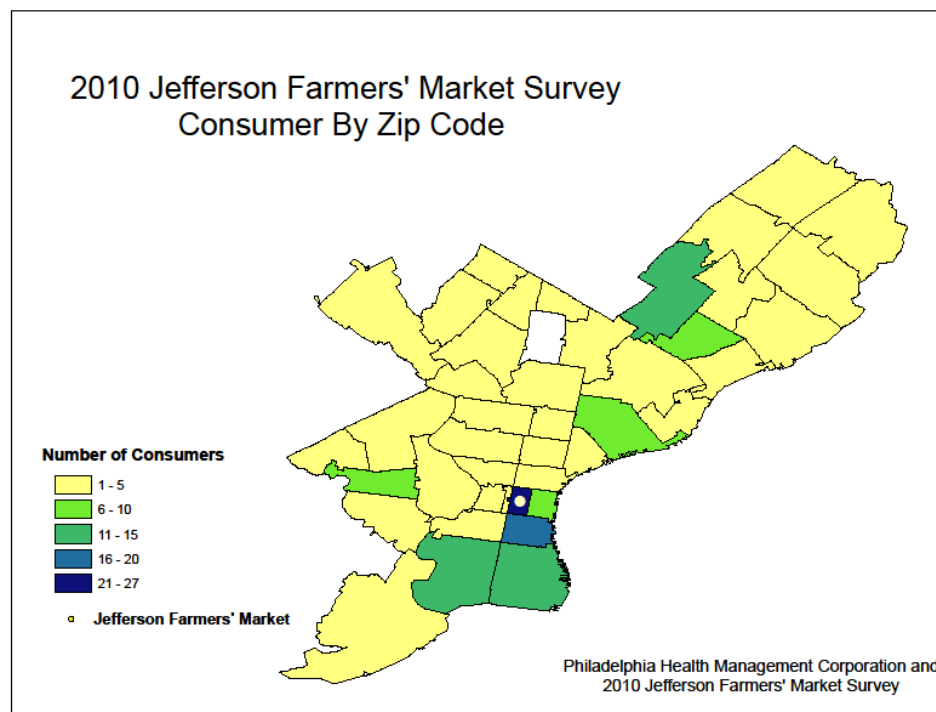 2010 Jefferson Farmers' Market Survey
Consumer By Zip Code
Number of Consumers
1 - 5
6 - 10
11 - 15
16 - 20
21 - 27
Jefferson Farmers' Market
Philadelphia Health Management Corporation and
2010 Jefferson Farmers' Market Survey